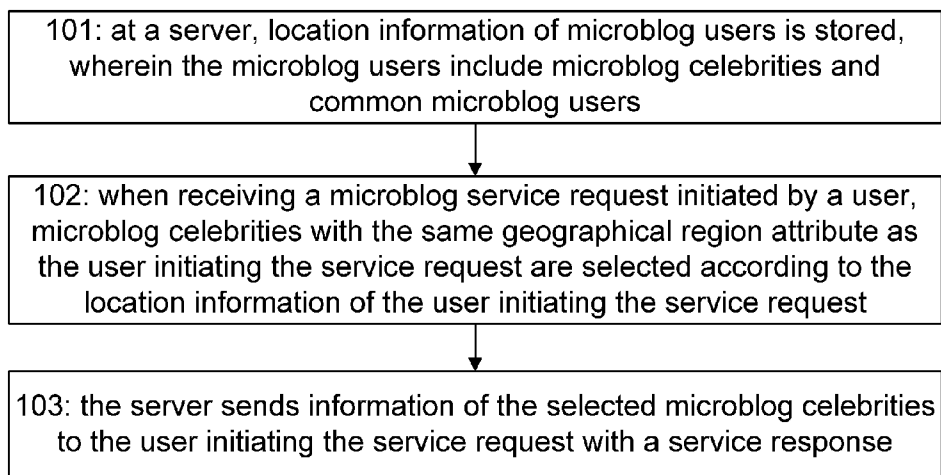 101: at a server, location information of microblog users is stored,
wherein the microblog users include microblog celebrities and
common microblog users
102: when receiving a microblog service request initiated by a user,
microblog celebrities with the same geographical region attribute as
the user initiating the service request are selected according to the
location information of the user initiating the service request
103: the server sends information of the selected microblog celebrities
to the user initiating the service request with a service response